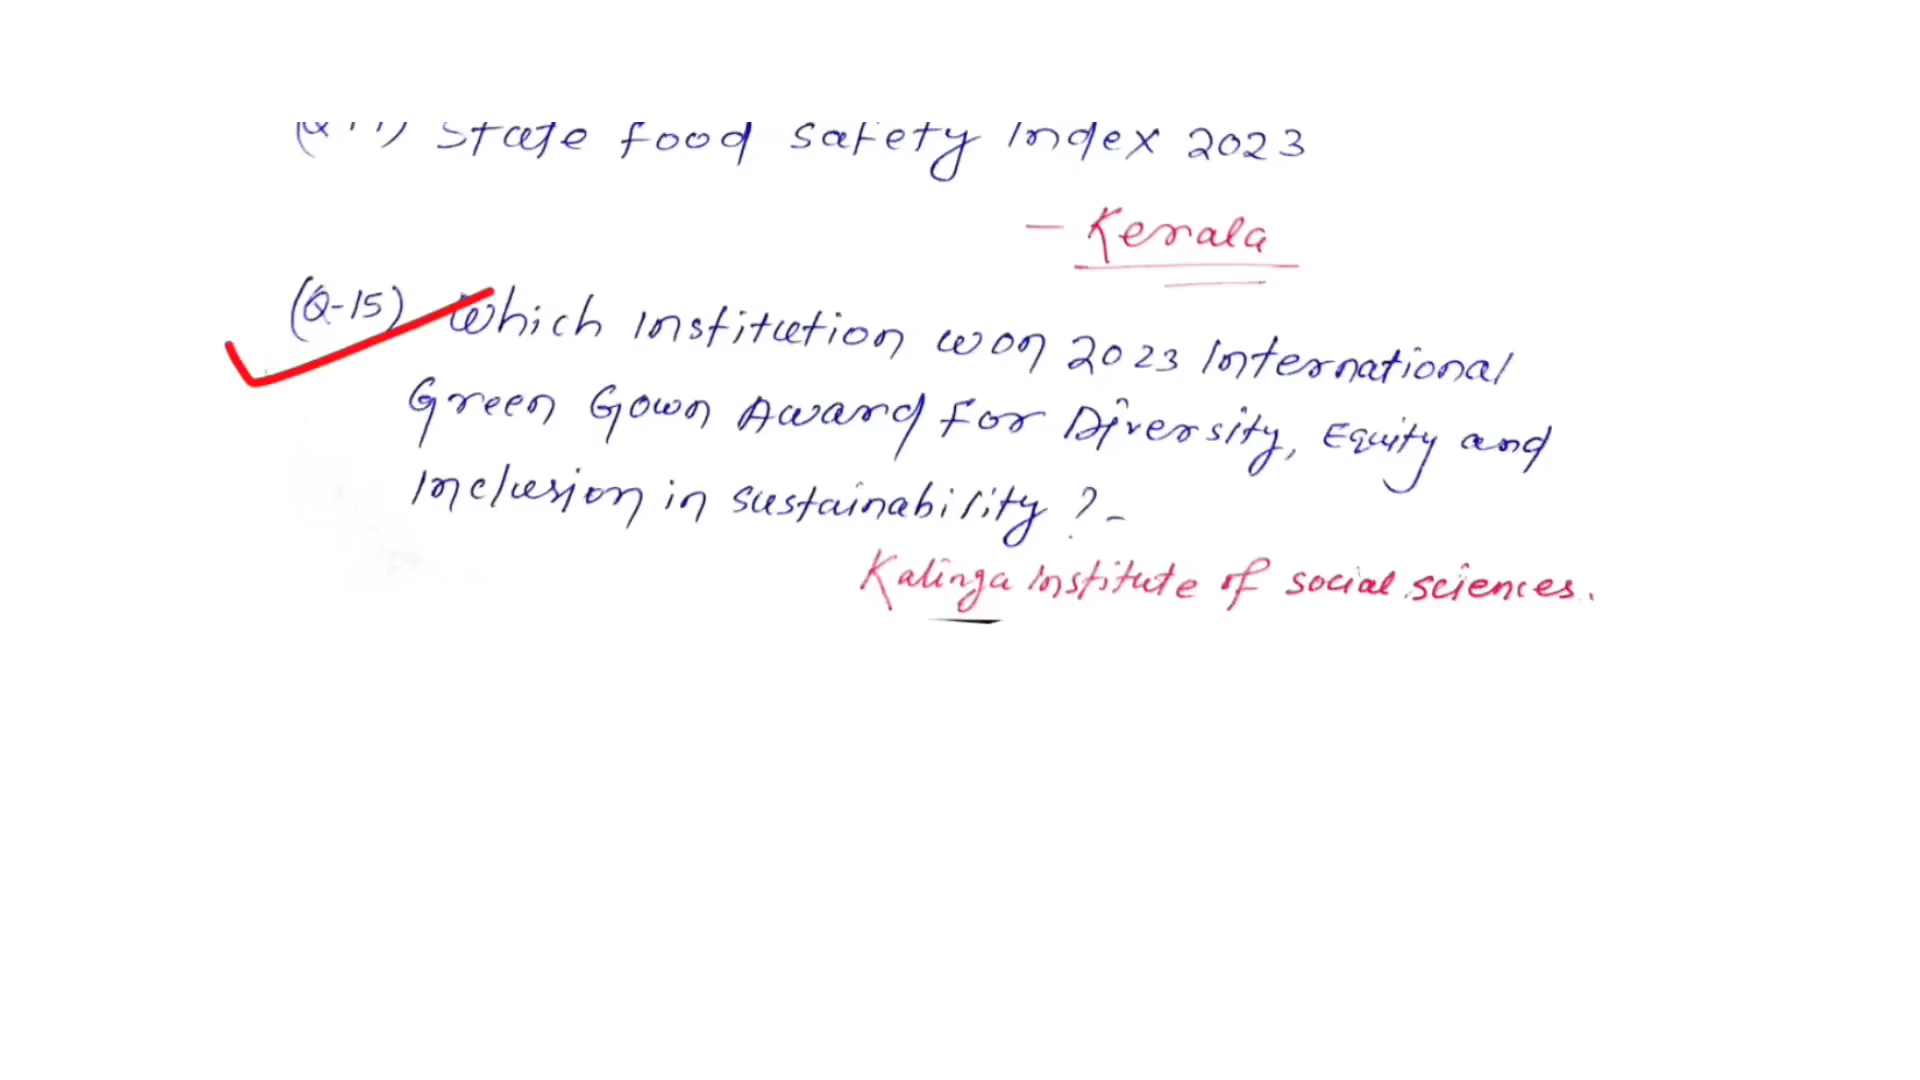 State food safety Index 2023
- Kerala
(Q-15) Which Institution won 2023 International
Green Gown Award for Diversity, Equity and
Inclusion in sustainability ? -
Kalinga Institute of social sciences.